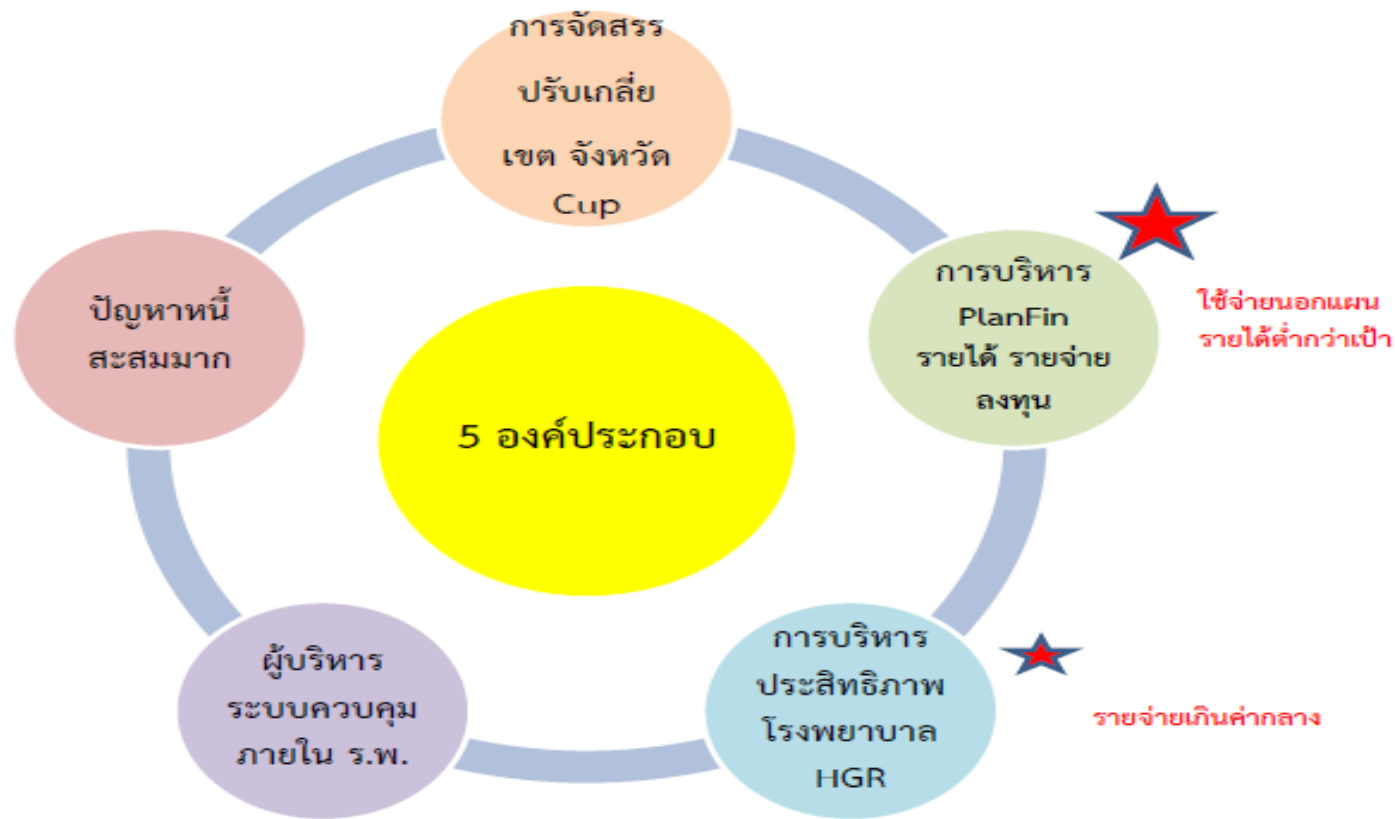 การจัดสรร
ปรับเกลี่ย
เขต จังหวัด
Cup
การบริหาร
PlanFin
รายได้ รายจ่าย
ลงทุน
ใช้จ่ายนอกแผน
รายได้ต่ำกว่าเป้า
ปัญหาหนี้
สะสมมาก
5 องค์ประกอบ
ผู้บริหาร
ระบบควบคุม
ภายใน ร.พ.
การบริหาร
ประสิทธิภาพ
โรงพยาบาล
HGR
รายจ่ายเกินค่ากลาง